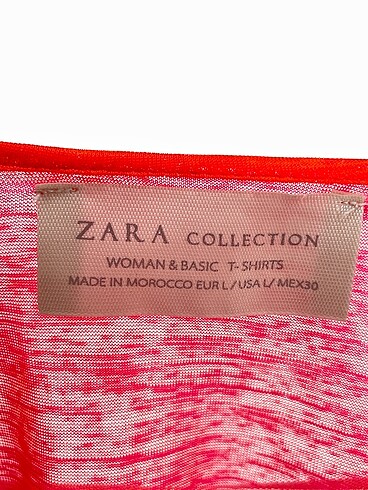 ZARA COLLECTION
WOMAN & BASIC T-SHIRTS
MADE IN MOROCCO EUR L / USA L / MEX30